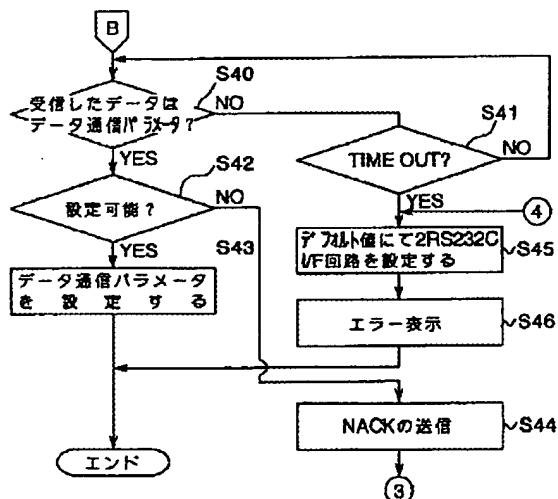 B
受信したデータは
データ通信パラメータ?
S40
NO
YES
TIME OUT?
S41
NO
YES
4
設定可能?
S42
NO
YES
S43
データ通信パラメータ
を設定する
デフォルト値にて2RS232C
I/F回路を設定する
S45
エラー表示
S46
NACKの送信
S44
エンド
3